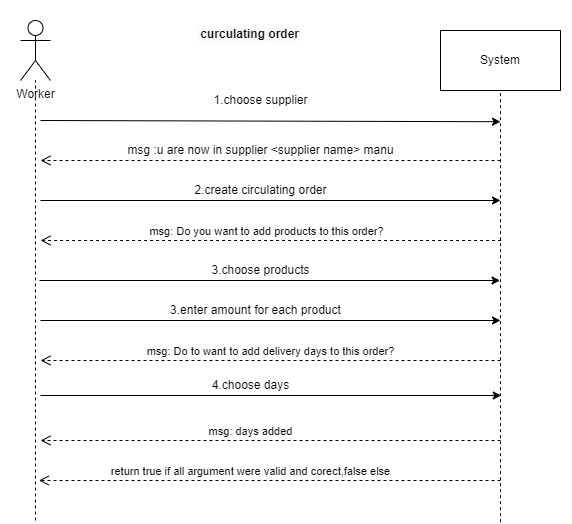 curculating order
System
Worker
1.choose supplier
msg :u are now in supplier <supplier name> manu
2.create circulating order
msg: Do you want to add products to this order?
3.choose products
3.enter amount for each product
msg: Do to want to add delivery days to this order?
4.choose days
msg: days added
return true if all argument were valid and corect,false else